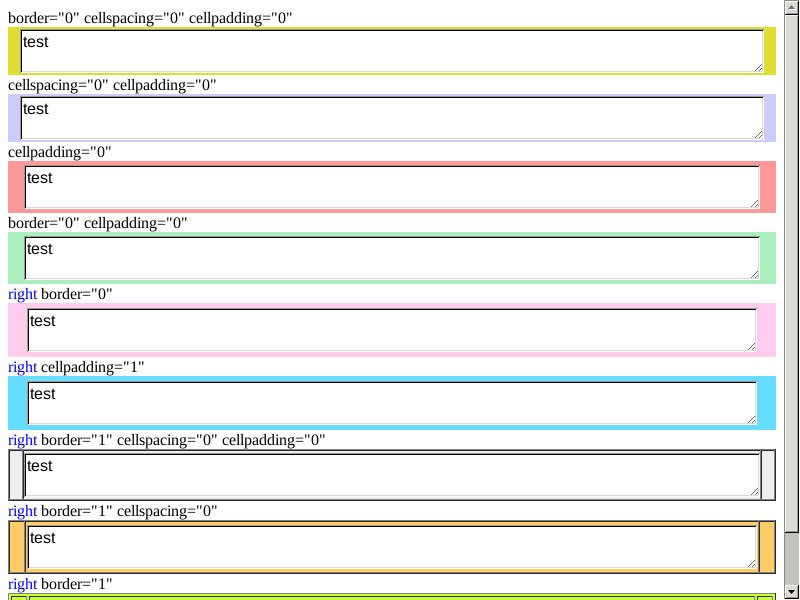 border="0" cellspacing="0" cellpadding="0"
test
cellspacing="0" cellpadding="0"
test
cellpadding="0"
test
border="0" cellpadding="0"
test
right border="0"
test
right cellpadding="1"
test
right border="1" cellspacing="0" cellpadding="0"
test
right border="1" cellspacing="0"
test
right border="1"